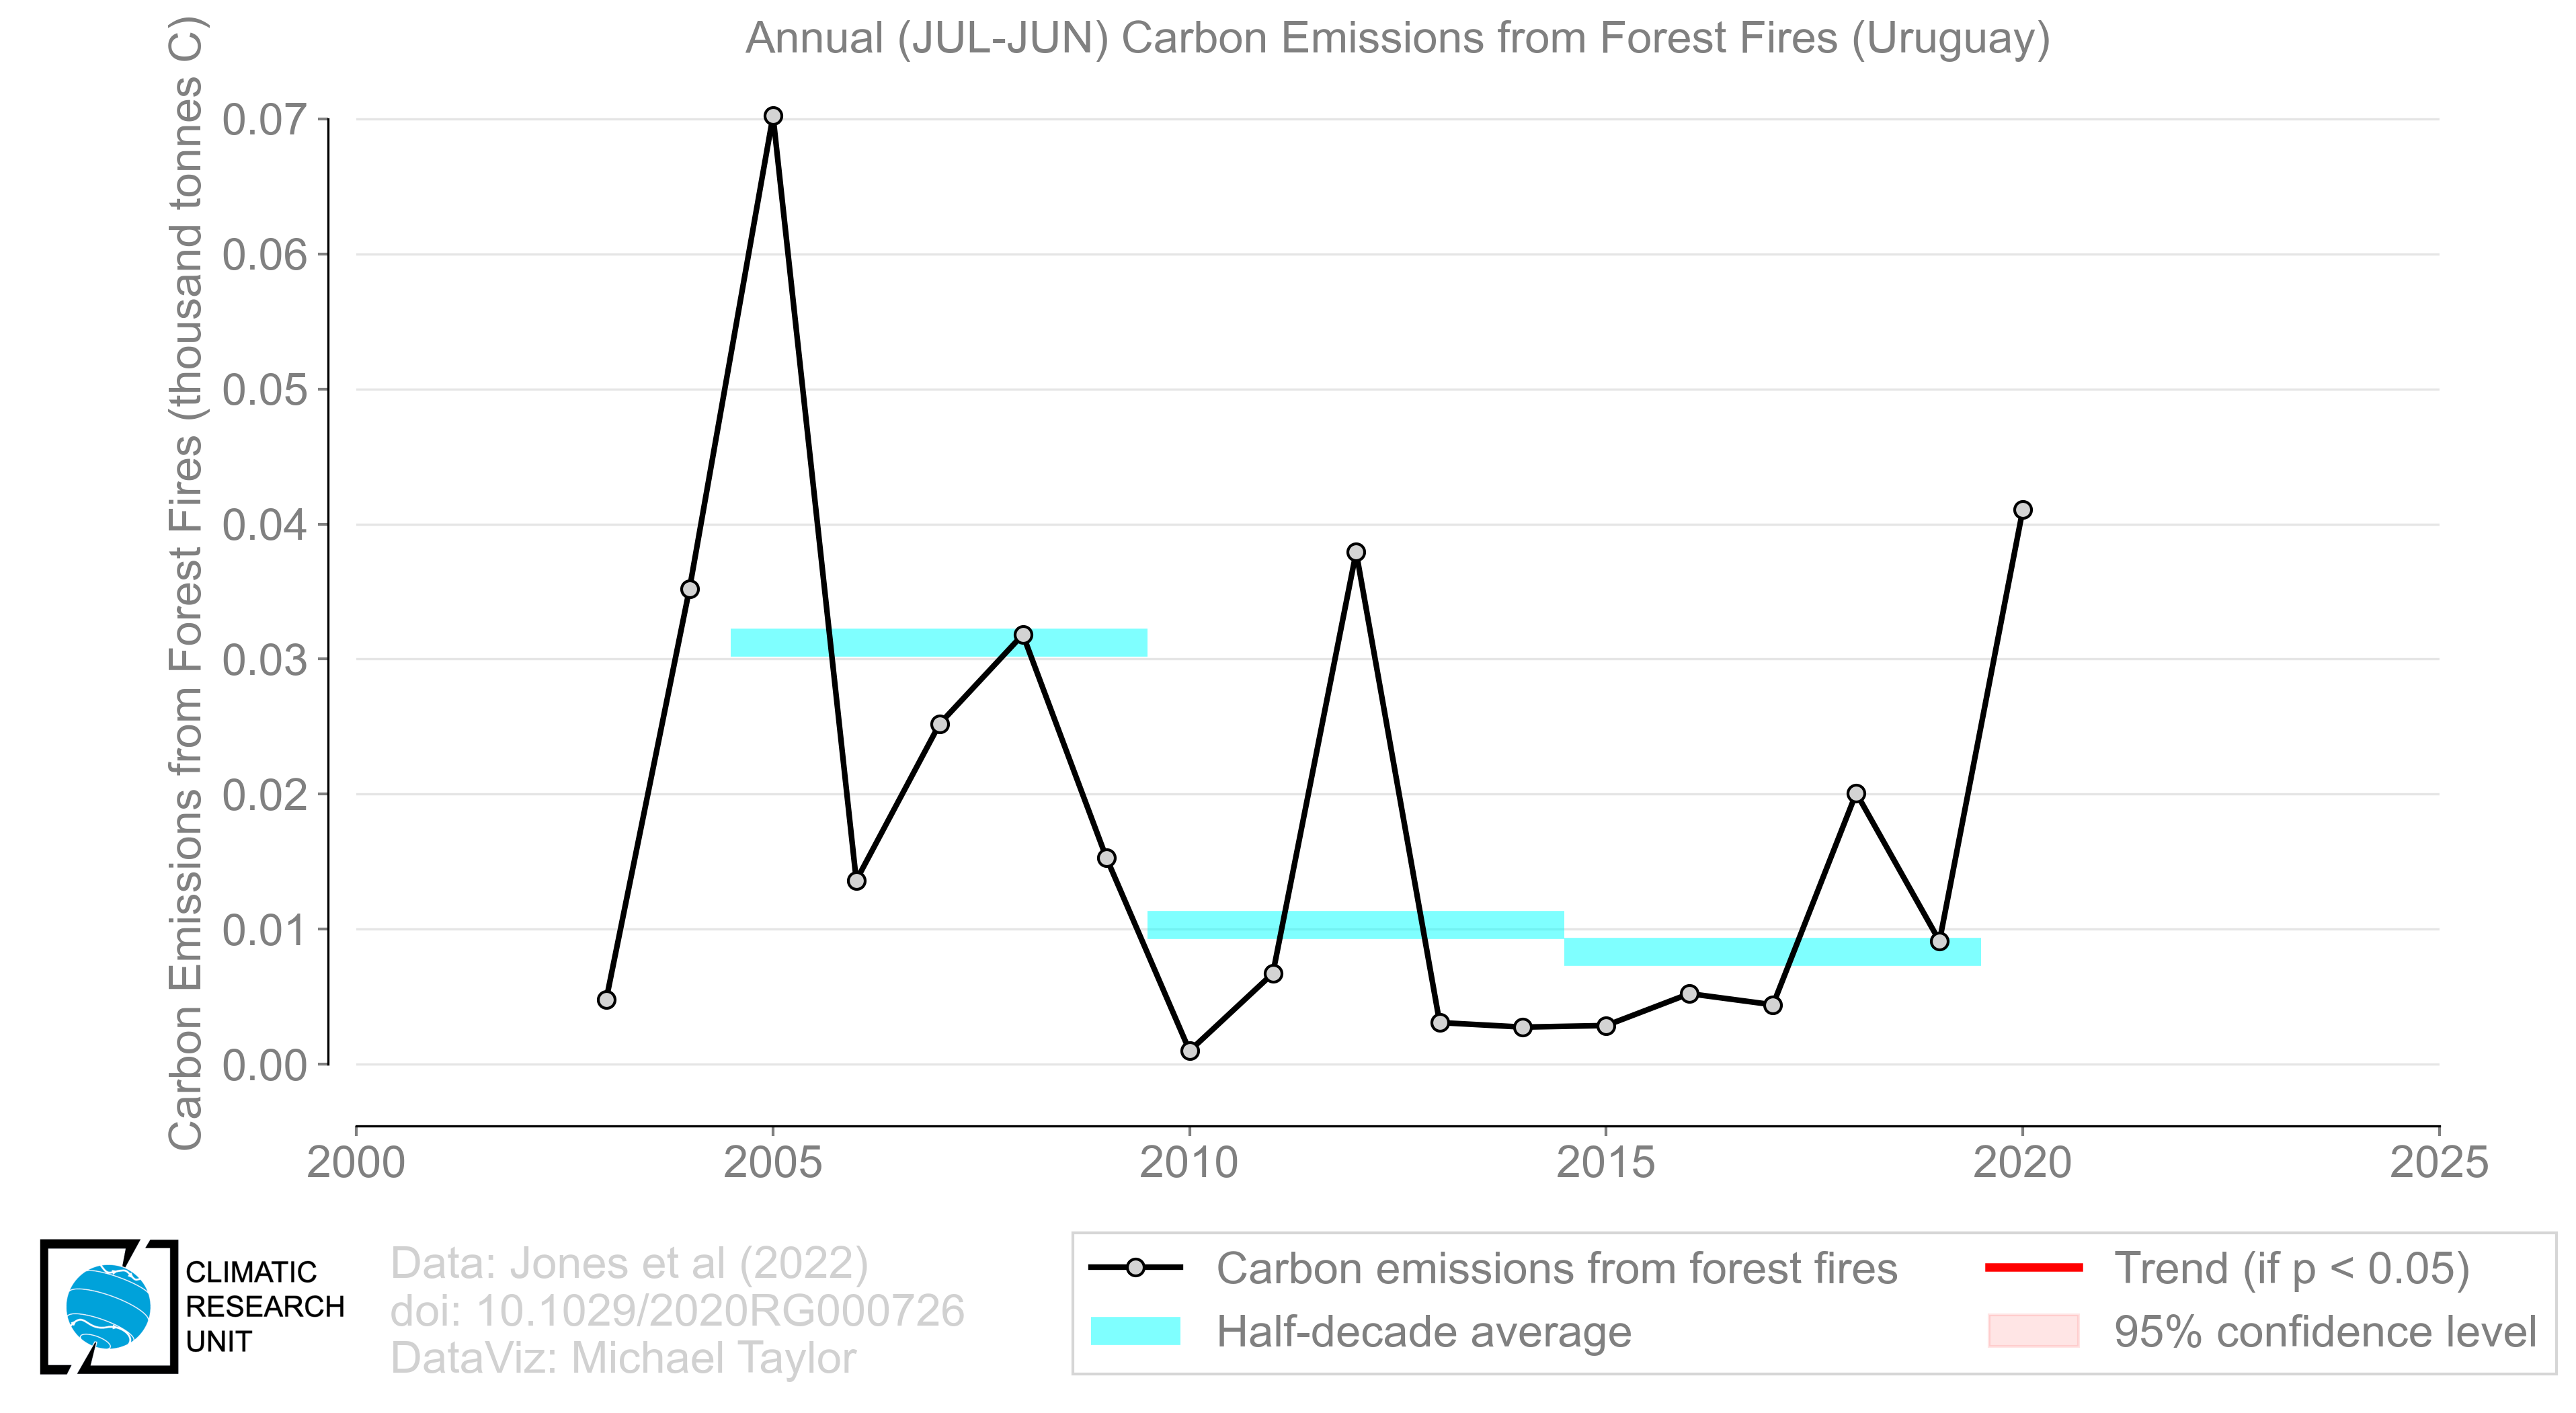 Annual (JUL-JUN) Carbon Emissions from Forest Fires (Uruguay)
Carbon Emissions from Forest Fires (thousand tonnes C)
0.07
0.06
0.05
0.04
0.03
0.02
0.01
0.00
2000 2005 2010 2015 2020 2025
CLIMATIC
RESEARCH
UNIT
Data: Jones et al (2022)
doi: 10.1029/2020RG000726
DataViz: Michael Taylor
Carbon emissions from forest fires
Half-decade average
Trend (if p < 0.05)
95% confidence level